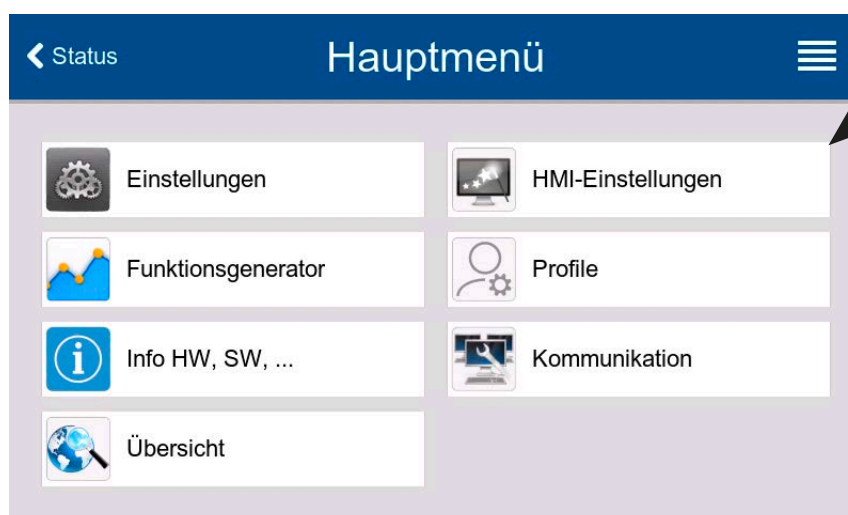 Status
Hauptmenü
Einstellungen
HMI-Einstellungen
Funktionsgenerator
Profile
Info HW, SW, ...
Kommunikation
Übersicht